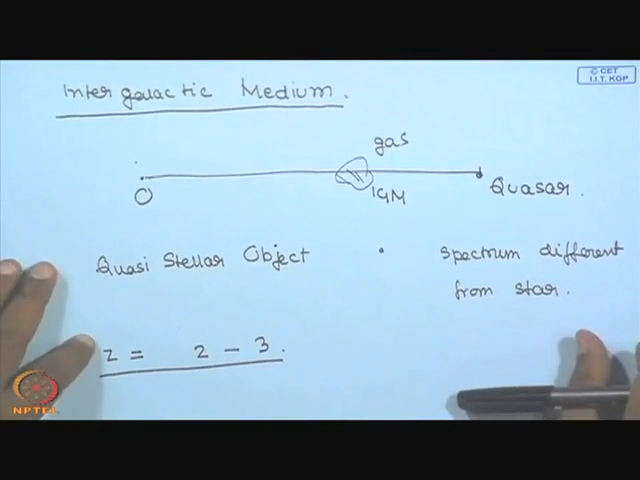 © CET
I.I.T. KGP
Inter galactic Medium.
gas
O
IGM
Quasar.
Quasi Stellar Object
spectrum different
from star.
z = 2 - 3.
NPTEL